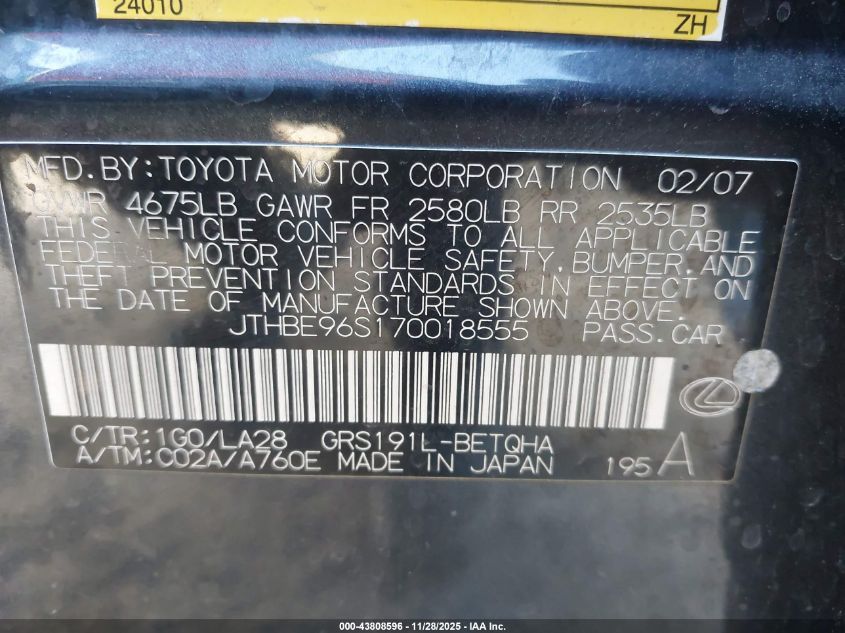 24010
ZH
MFD.BY:TOYOTA MOTOR CORPORATION 02/07
GVWR 4675LB GAWR FR 2580LB RR 2535LB
THIS VEHICLE CONFORMS TO ALL APPLICABLE
FEDERAL MOTOR VEHICLE SAFETY,BUMPER,AND
THEFT PREVENTION STANDARDS IN EFFECT ON
THE DATE OF MANUFACTURE SHOWN ABOVE.
JTHBE96S170018555 PASS.CAR
C/TR:1G0/LA28 GRS191L-BETQHA
A/TM:C02A/A760E MADE IN JAPAN 195A
000-43808596 - 11/28/2025 - IAA Inc.